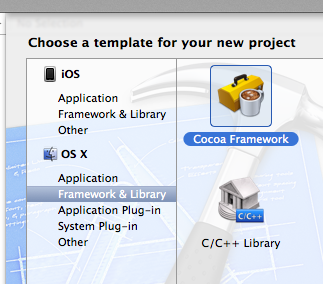 Choose a template for your new project
iOS
Application
Framework & Library
Other
OS X
Application
Framework & Library
Application Plug-in
System Plug-in
Other
Cocoa Framework
C/C++
C/C++ Library